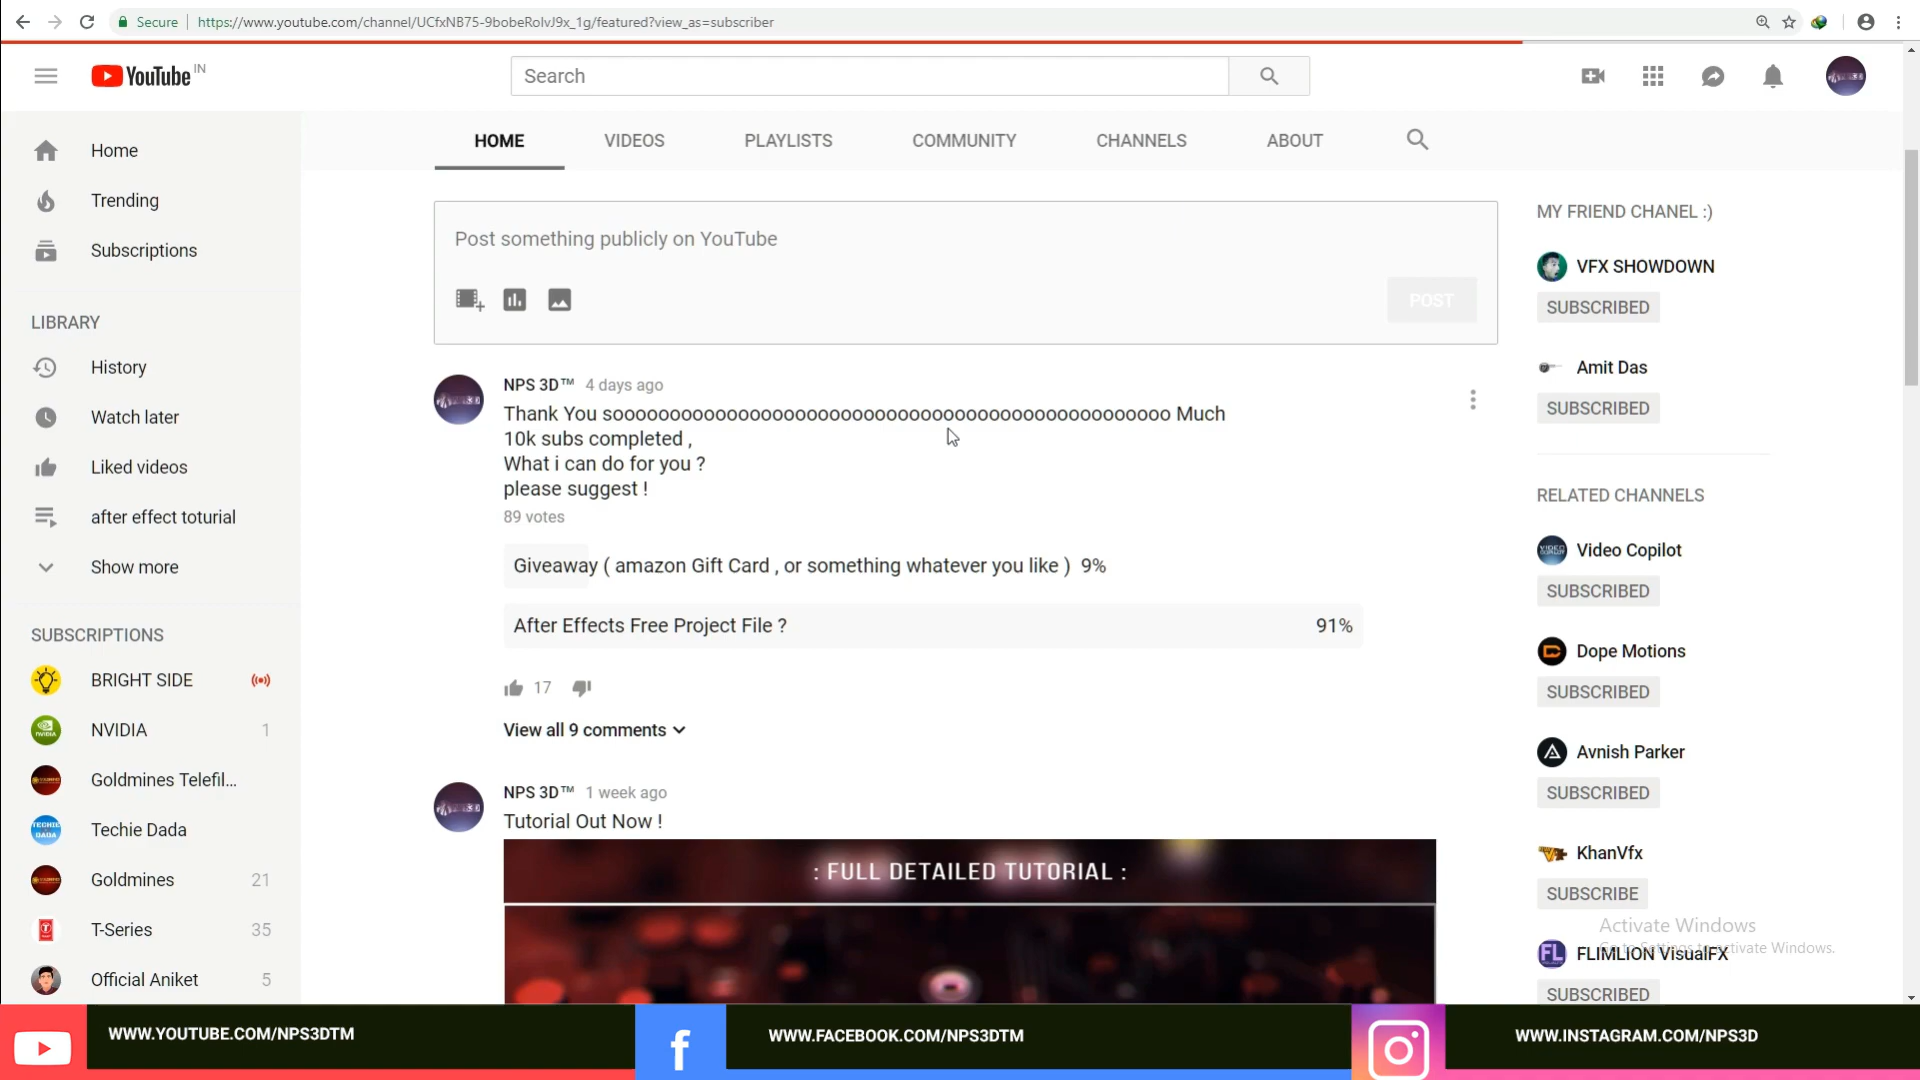 Secure https://www.youtube.com/channel/UCfxNB75-9bobeRolvJ9x_1g/featured?view_as=subscriber
YouTube IN
Search
HOME VIDEOS PLAYLISTS COMMUNITY CHANNELS ABOUT
Home
Trending
Subscriptions
LIBRARY
History
Watch later
Liked videos
after effect toturial
Show more
SUBSCRIPTIONS
BRIGHT SIDE
NVIDIA 1
Goldmines Telefil...
Techie Dada
Goldmines 21
T-Series 35
Official Aniket 5
Post something publicly on YouTube
POST
NPS 3D™ 4 days ago
Thank You soooooooooooooooooooooooooooooooooooooooooooooooooo Much
10k subs completed ,
What i can do for you ?
please suggest !
89 votes
Giveaway ( amazon Gift Card , or something whatever you like ) 9%
After Effects Free Project File ? 91%
17
View all 9 comments
NPS 3D™ 1 week ago
Tutorial Out Now !
: FULL DETAILED TUTORIAL :
MY FRIEND CHANEL :)
VFX SHOWDOWN
SUBSCRIBED
Amit Das
SUBSCRIBED
RELATED CHANNELS
Video Copilot
SUBSCRIBED
Dope Motions
SUBSCRIBED
Avnish Parker
SUBSCRIBED
KhanVfx
SUBSCRIBE
Activate Windows
Go to Settings to activate Windows.
FLIMLION VisualFX
SUBSCRIBED
WWW.YOUTUBE.COM/NPS3DTM
WWW.FACEBOOK.COM/NPS3DTM
WWW.INSTAGRAM.COM/NPS3D